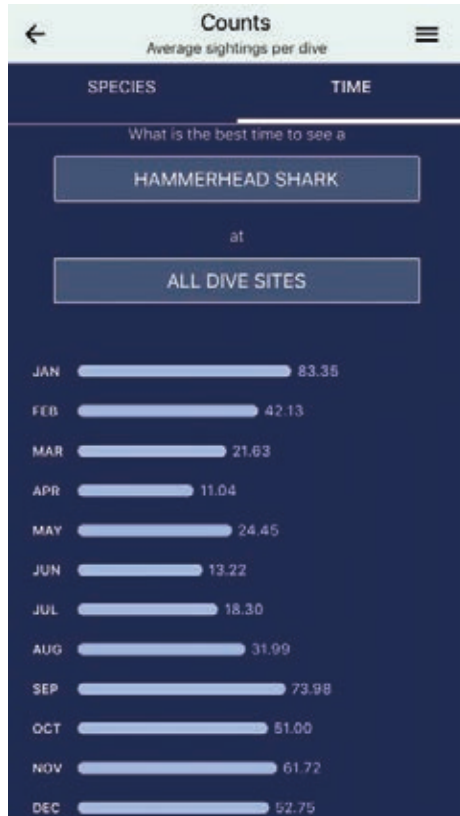 Counts
Average sightings per dive
SPECIES TIME
What is the best time to see a
HAMMERHEAD SHARK
at
ALL DIVE SITES
JAN 83.35
FEB 42.13
MAR 21.63
APR 11.04
MAY 24.45
JUN 13.22
JUL 18.30
AUG 31.99
SEP 73.98
OCT 51.00
NOV 61.72
DEC 52.75